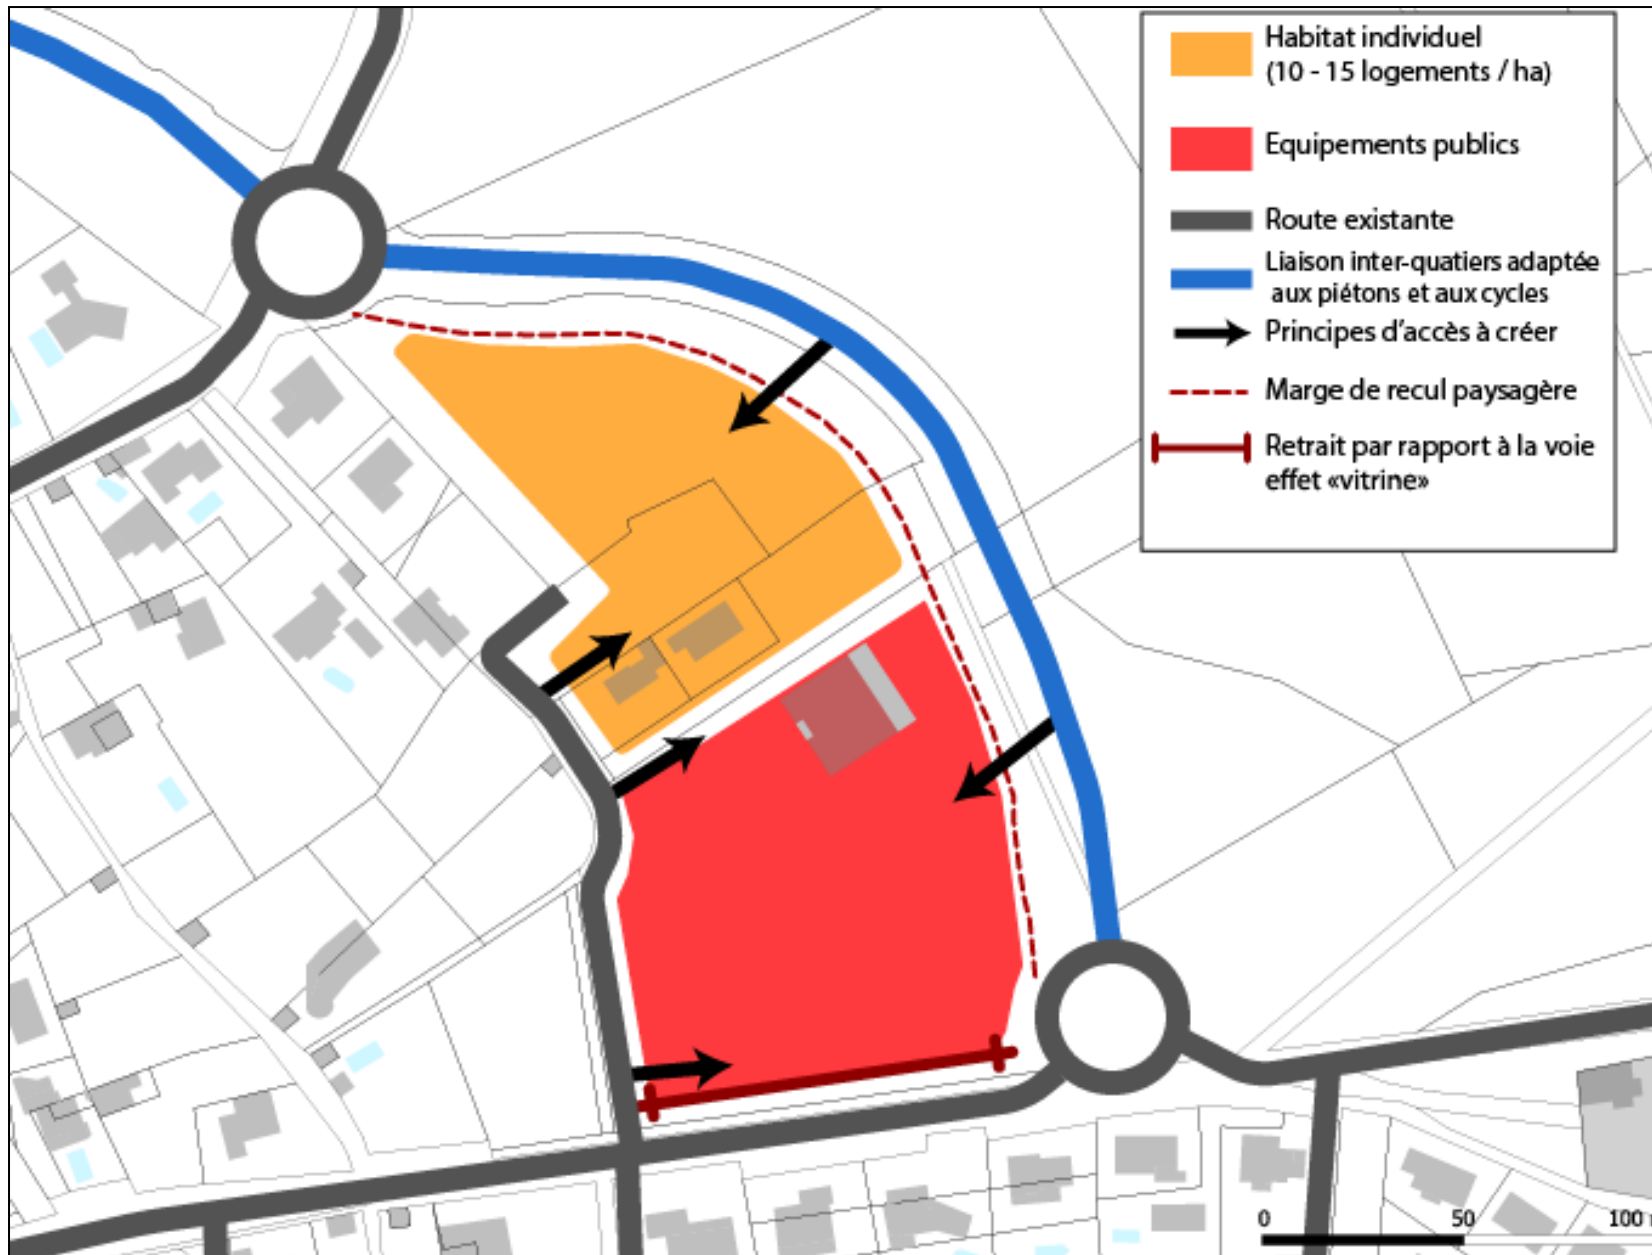 Habitat individuel
(10 - 15 logements / ha)
Equipements publics
Route existante
Liaison inter-quatiers adaptée
aux piétons et aux cycles
Principes d'accès à créer
Marge de recul paysagère
Retrait par rapport à la voie
effet «vitrine»
0 50 100